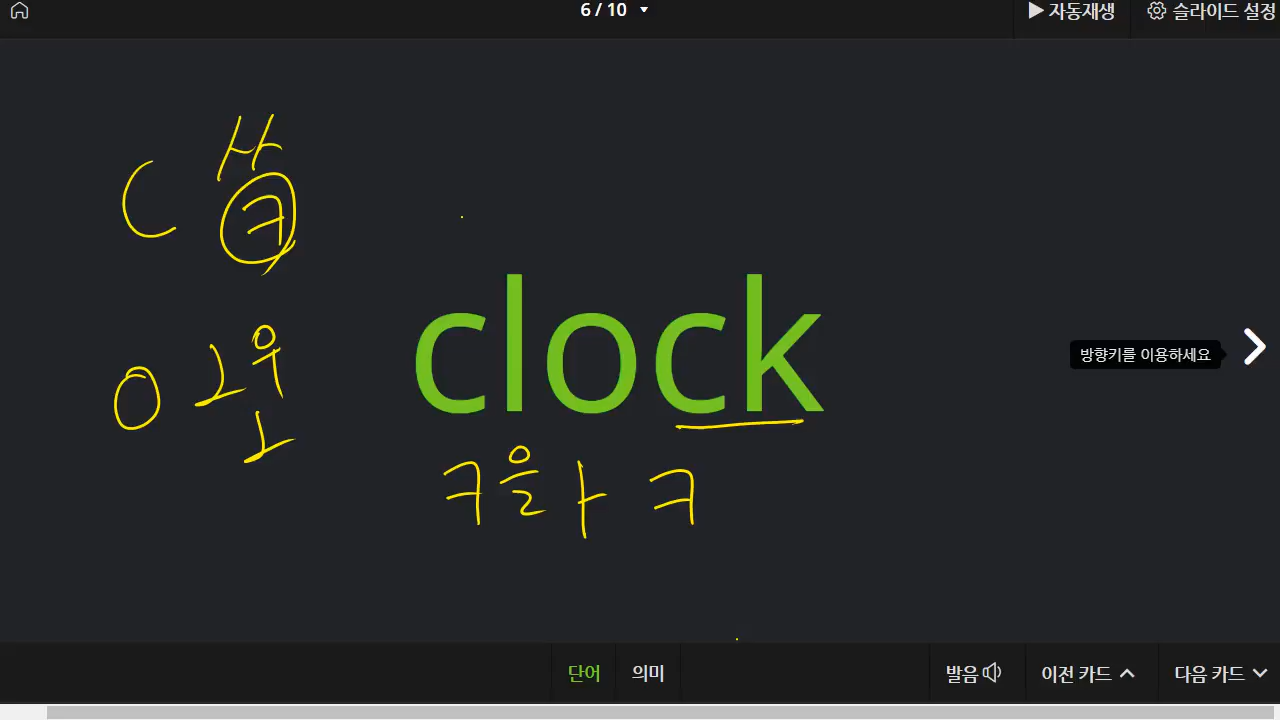 6 / 10
자동재생
슬라이드 설정
C ㅆ
ㅋ
clock
방향키를 이용하세요
ㅋ 을 ㅏ ㅋ
단어
의미
발음
이전 카드
다음 카드